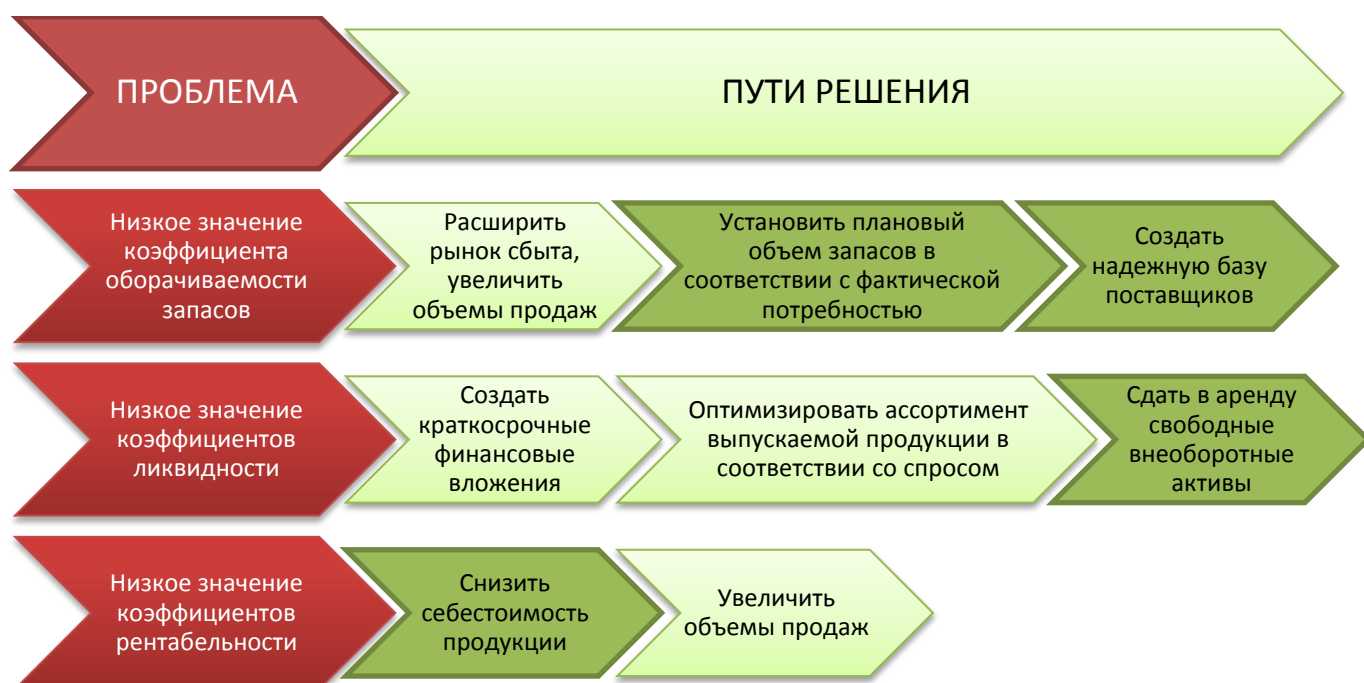 ПРОБЛЕМА
ПУТИ РЕШЕНИЯ
Низкое значение
коэффициента
оборачиваемости
запасов
Расширить
рынок сбыта,
увеличить
объемы продаж
Установить плановый
объем запасов в
соответствии с фактической
потребностью
Создать
надежную базу
поставщиков
Низкое значение
коэффициентов
ликвидности
Создать
краткосрочные
финансовые
вложения
Оптимизировать ассортимент
выпускаемой продукции в
соответствии со спросом
Сдать в аренду
свободные
внеоборотные
активы
Низкое значение
коэффициентов
рентабельности
Снизить
себестоимость
продукции
Увеличить
объемы продаж